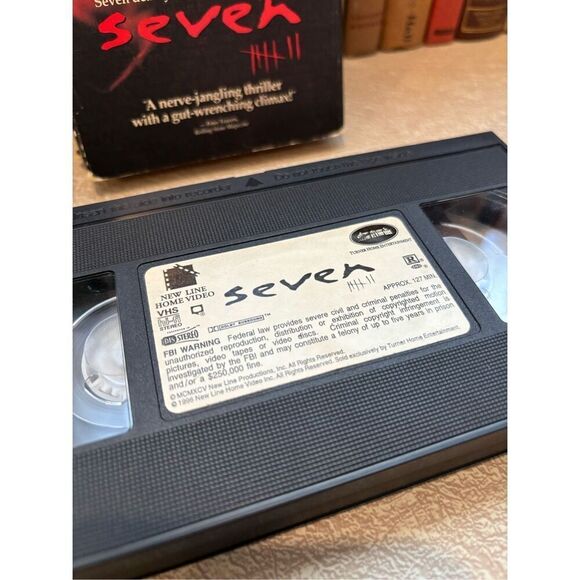 Seven
seven
'A nerve-jangling thriller
with a gut-wrenching climax!'
Rolling Stone Magazine
NEW LINE
HOME VIDEO
seven
TURNER HOME ENTERTAINMENT
R
VHS
STEREO
DOLBY SURROUND
APPROX. 127 MIN.
STEREO
FBI WARNING Federal law provides severe civil and criminal penalties for the
unauthorized reproduction, distribution or exhibition of copyrighted motion
pictures, video tapes or video discs. Criminal copyright infringement is
investigated by the FBI and may constitute a felony of up to five years in prison
and/or a $250,000 fine.
© MCMXCV New Line Productions, Inc. All Rights Reserved.
© 1996 New Line Home Video Inc. All Rights Reserved. Sold exclusively by Turner Home Entertainment.